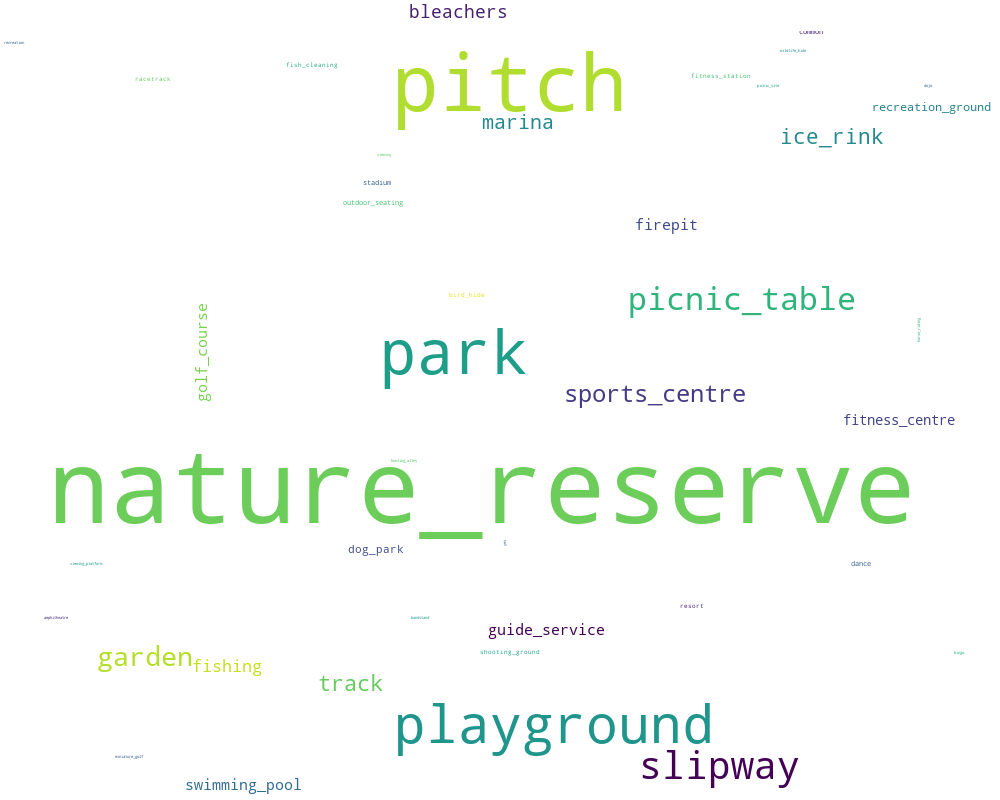 bleachers
common
recreation
pitch
wildlife_hide
fish_cleaning
fitness_station
racetrack
picnic_site
recreation_ground
marina
ice_rink
stadium
outdoor_seating
firepit
bird_hide
picnic_table
golf_course
park
sports_centre
fitness_centre
nature_reserve
bowling_alley
dog_park
swimming_platform
dance
resort
amphitheatre
bandstand
guide_service
shooting_ground
bingo
garden
fishing
track
playground
miniature_golf
slipway
swimming_pool